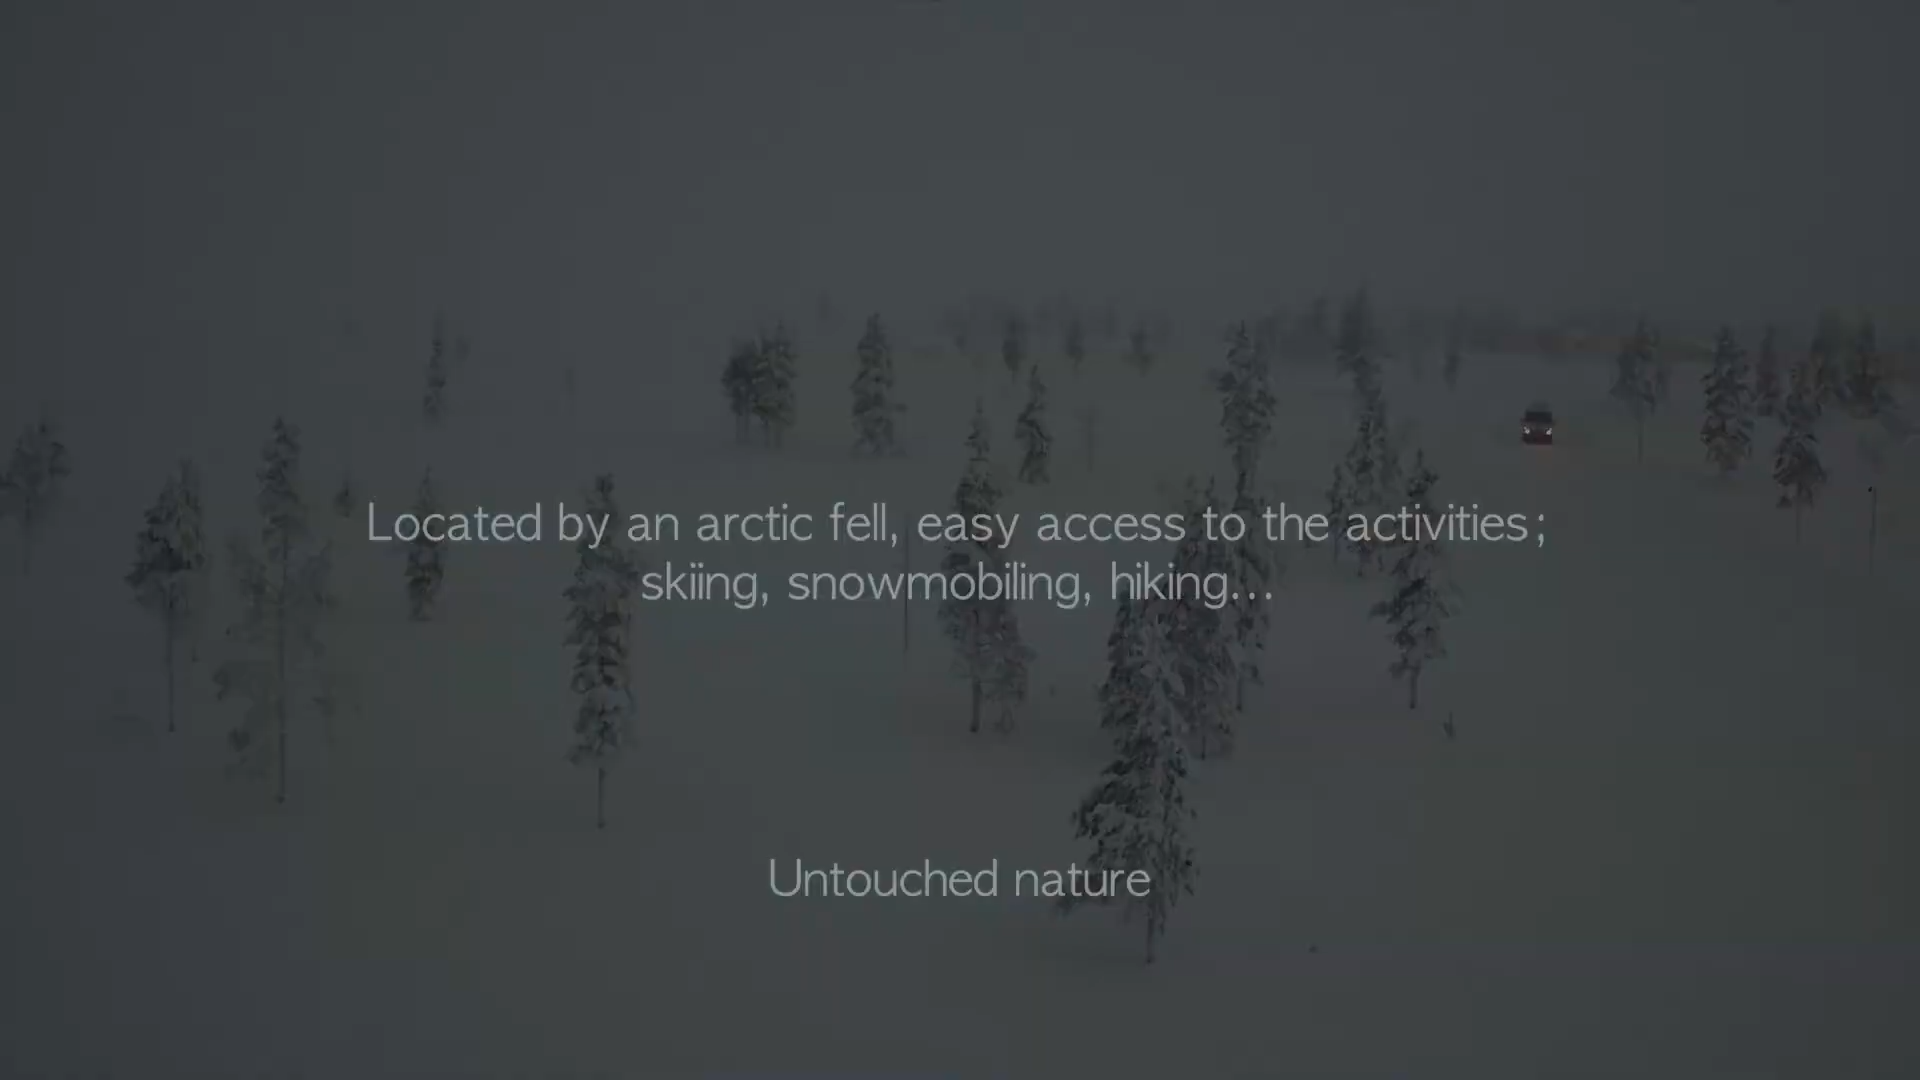 Located by an arctic fell, easy access to the activities;
skiing, snowmobiling, hiking...
Untouched nature